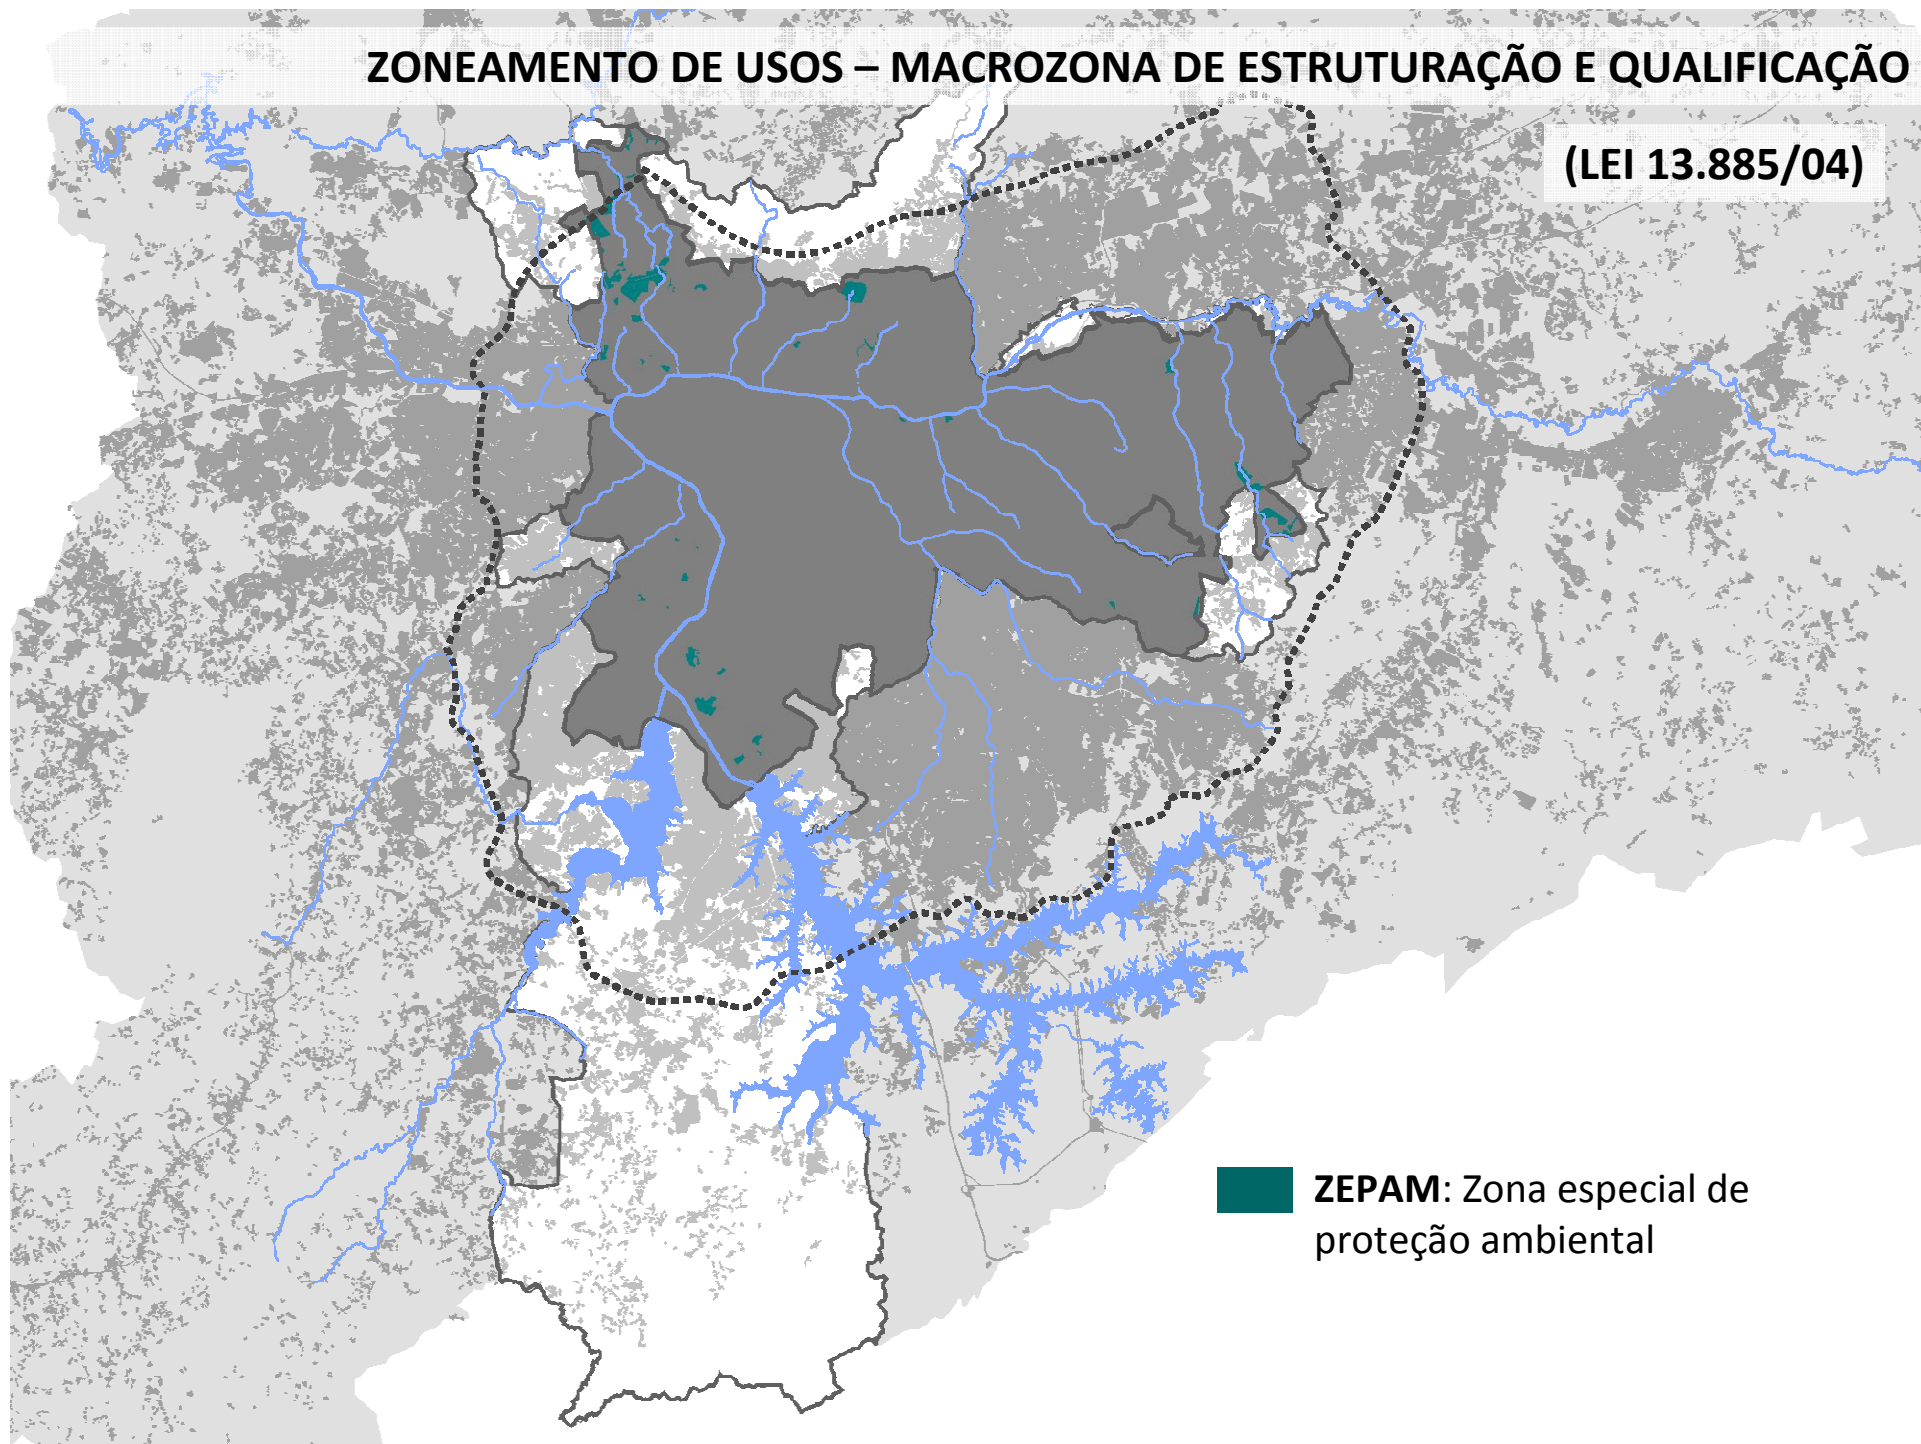 ZONEAMENTO DE USOS – MACROZONA DE ESTRUTURAÇÃO E QUALIFICAÇÃO
(LEI 13.885/04)
ZEPAM: Zona especial de
proteção ambiental